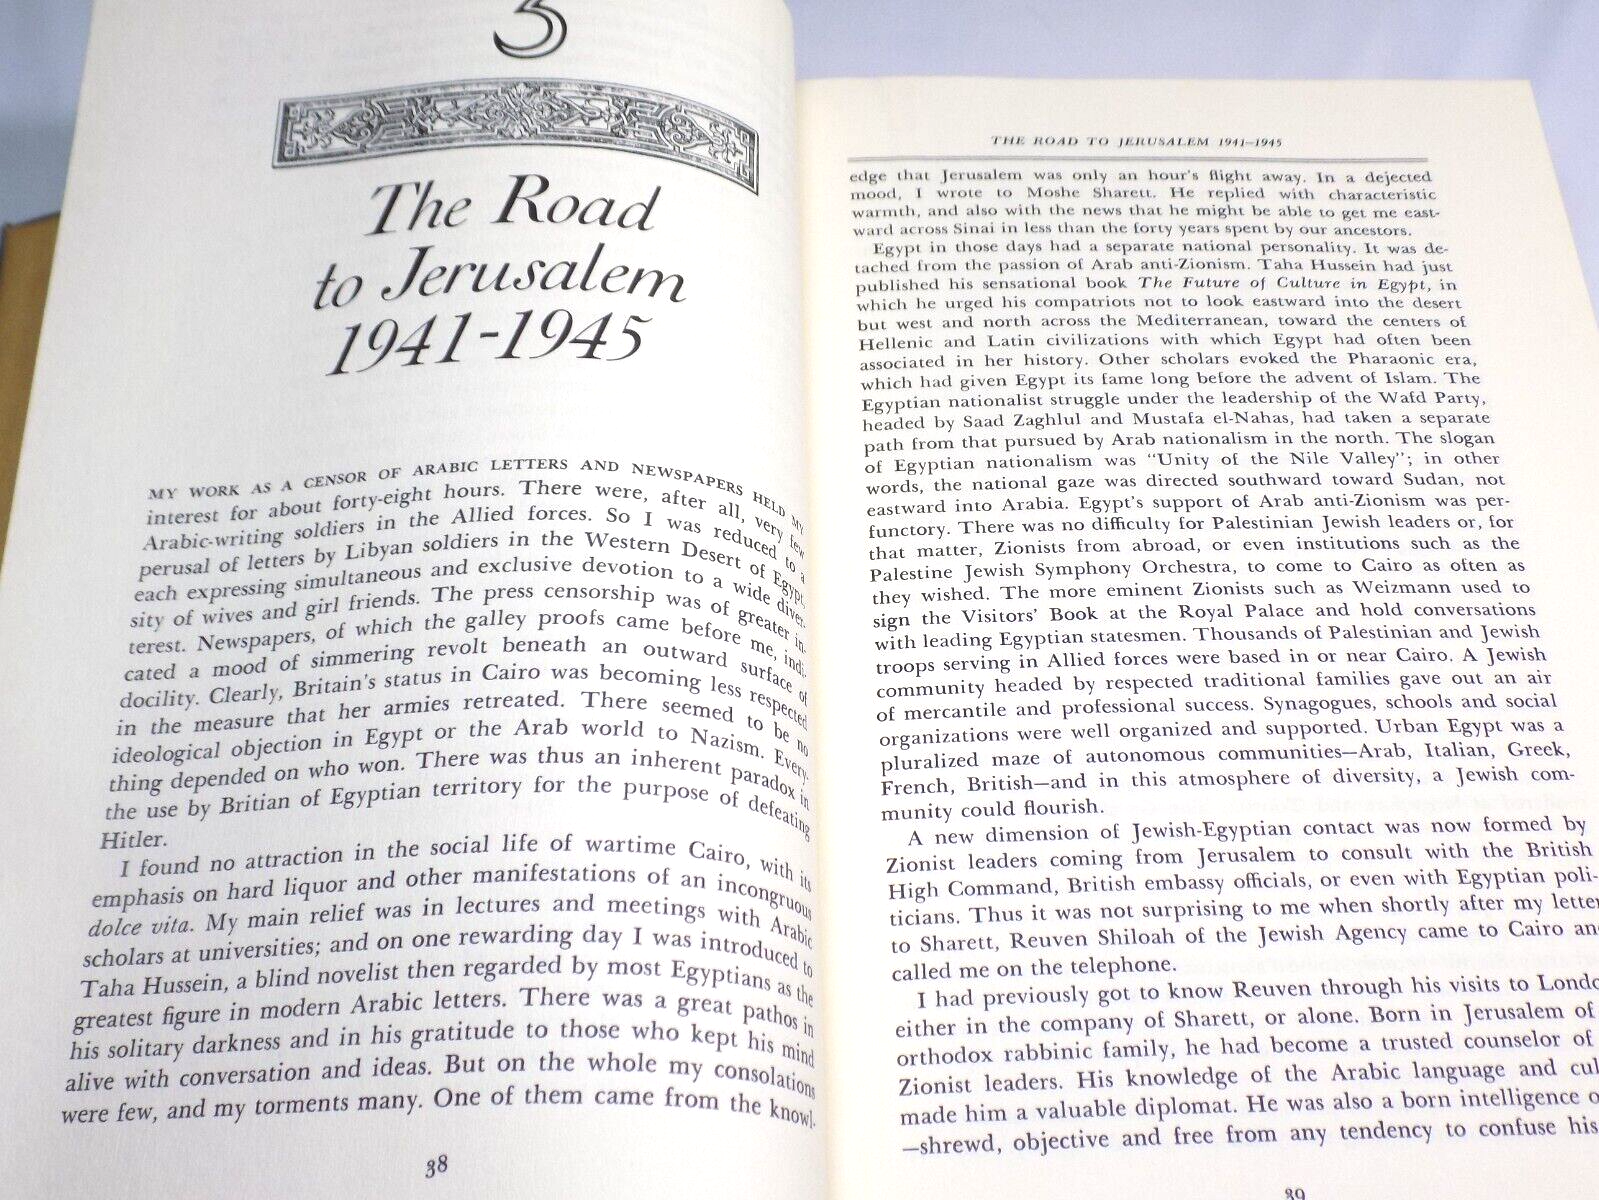 3
The Road
to Jerusalem
1941-1945
MY WORK AS A CENSOR OF ARABIC LETTERS AND NEWSPAPERS HELD MY
interest for about forty-eight hours. There were, after all, very few
Arabic-writing soldiers in the Allied forces. So I was reduced to a
perusal of letters by Libyan soldiers in the Western Desert of Egypt,
each expressing simultaneous and exclusive devotion to a wide diver-
sity of wives and girl friends. The press censorship was of greater in-
terest. Newspapers, of which the galley proofs came before me, indi-
cated a mood of simmering revolt beneath an outward surface of
docility. Clearly, Britain's status in Cairo was becoming less respected
in the measure that her armies retreated. There seemed to be no
ideological objection in Egypt or the Arab world to Nazism. Every-
thing depended on who won. There was thus an inherent paradox in
the use by Britian of Egyptian territory for the purpose of defeating
Hitler.
I found no attraction in the social life of wartime Cairo, with its
emphasis on hard liquor and other manifestations of an incongruous
dolce vita. My main relief was in lectures and meetings with Arabic
scholars at universities; and on one rewarding day I was introduced to
Taha Hussein, a blind novelist then regarded by most Egyptians as the
greatest figure in modern Arabic letters. There was a great pathos in
his solitary darkness and in his gratitude to those who kept his mind
alive with conversation and ideas. But on the whole my consolations
were few, and my torments many. One of them came from the knowl-
38
THE ROAD TO JERUSALEM 1941–1945
edge that Jerusalem was only an hour's flight away. In a dejected
mood, I wrote to Moshe Sharett. He replied with characteristic
warmth, and also with the news that he might be able to get me east-
ward across Sinai in less than the forty years spent by our ancestors.
Egypt in those days had a separate national personality. It was de-
tached from the passion of Arab anti-Zionism. Taha Hussein had just
published his sensational book The Future of Culture in Egypt, in
which he urged his compatriots not to look eastward into the desert
but west and north across the Mediterranean, toward the centers of
Hellenic and Latin civilizations with which Egypt had often been
associated in her history. Other scholars evoked the Pharaonic era,
which had given Egypt its fame long before the advent of Islam. The
Egyptian nationalist struggle under the leadership of the Wafd Party,
headed by Saad Zaghlul and Mustafa el-Nahas, had taken a separate
path from that pursued by Arab nationalism in the north. The slogan
of Egyptian nationalism was "Unity of the Nile Valley"; in other
words, the national gaze was directed southward toward Sudan, not
eastward into Arabia. Egypt's support of Arab anti-Zionism was per-
functory. There was no difficulty for Palestinian Jewish leaders or, for
that matter, Zionists from abroad, or even institutions such as the
Palestine Jewish Symphony Orchestra, to come to Cairo as often as
they wished. The more eminent Zionists such as Weizmann used to
sign the Visitors' Book at the Royal Palace and hold conversations
with leading Egyptian statesmen. Thousands of Palestinian and Jewish
troops serving in Allied forces were based in or near Cairo. A Jewish
community headed by respected traditional families gave out an air
of mercantile and professional success. Synagogues, schools and social
organizations were well organized and supported. Urban Egypt was a
pluralized maze of autonomous communities—Arab, Italian, Greek,
French, British—and in this atmosphere of diversity, a Jewish com-
munity could flourish.
A new dimension of Jewish-Egyptian contact was now formed by
Zionist leaders coming from Jerusalem to consult with the British
High Command, British embassy officials, or even with Egyptian poli-
ticians. Thus it was not surprising to me when shortly after my letter
to Sharett, Reuven Shiloah of the Jewish Agency came to Cairo and
called me on the telephone.
I had previously got to know Reuven through his visits to London
either in the company of Sharett, or alone. Born in Jerusalem of
orthodox rabbinic family, he had become a trusted counselor of
Zionist leaders. His knowledge of the Arabic language and cul
made him a valuable diplomat. He was also a born intelligence o
—shrewd, objective and free from any tendency to confuse his
39